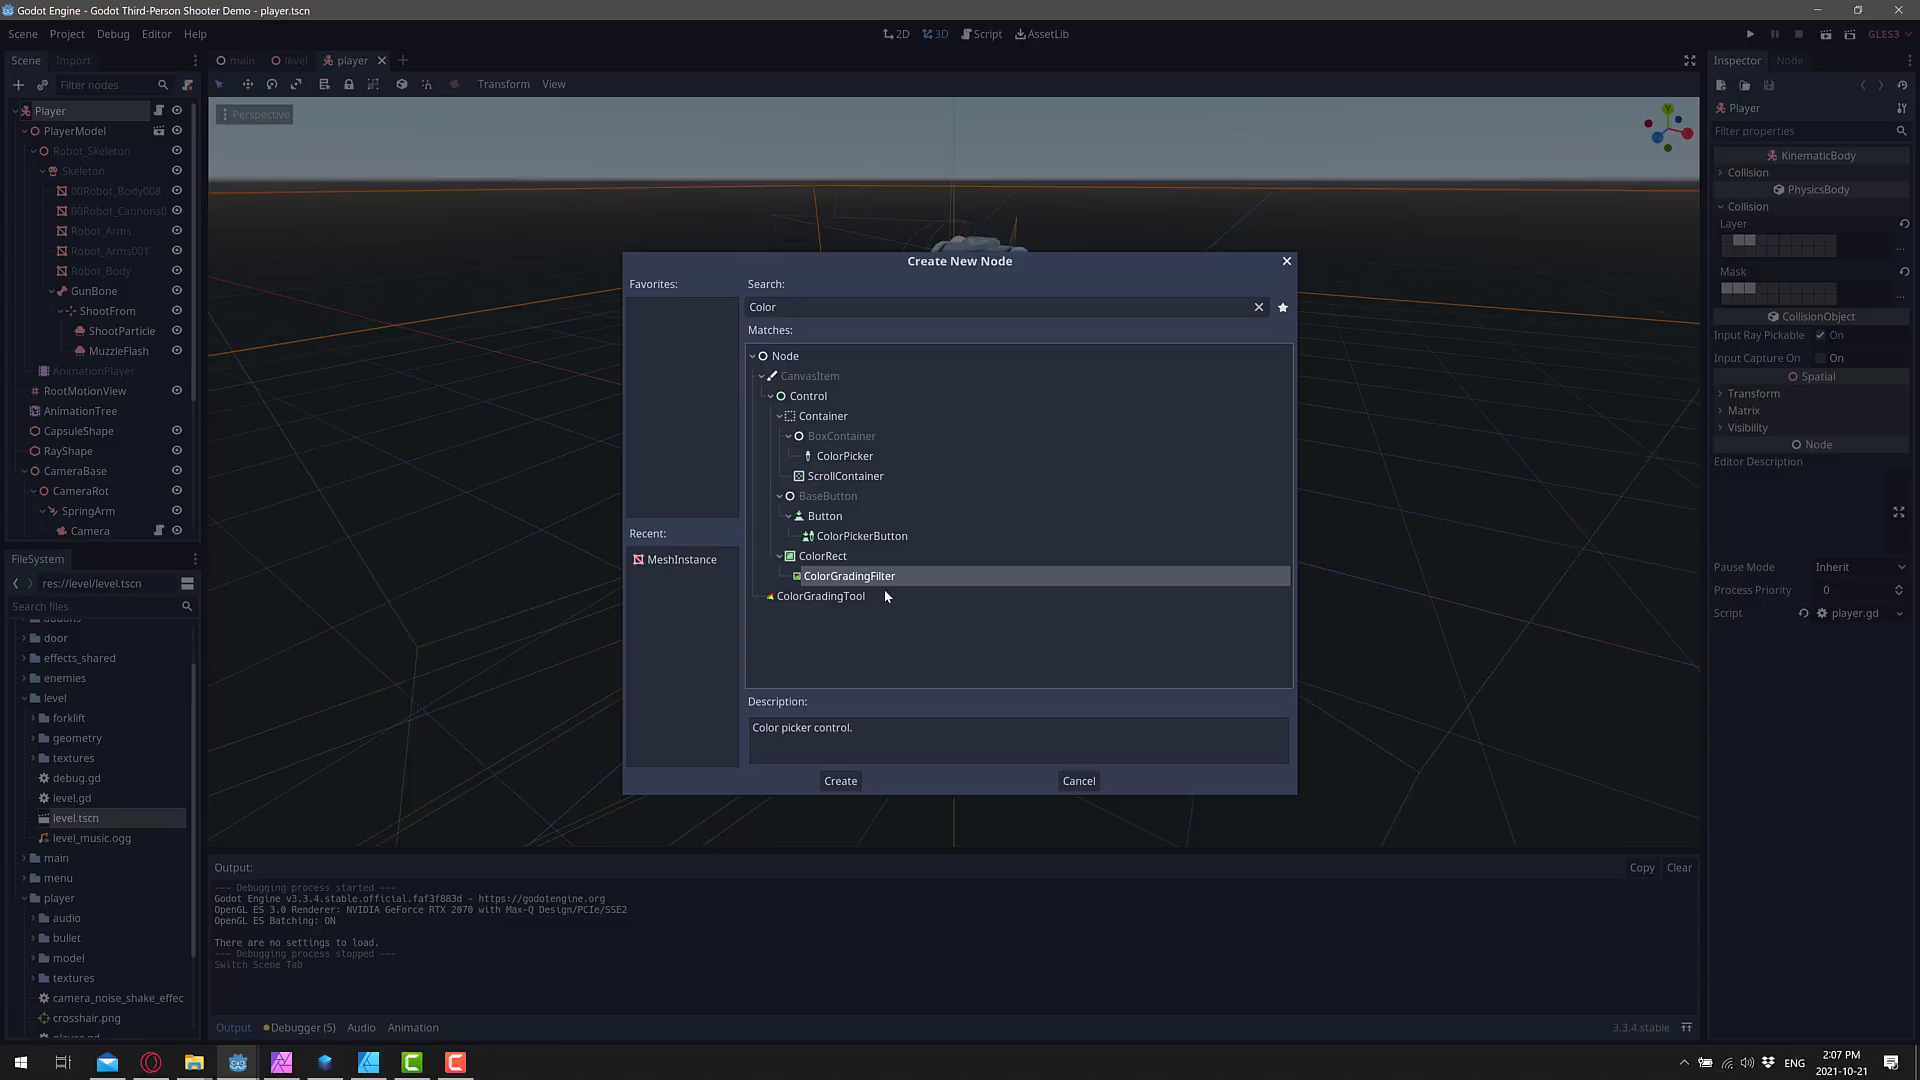 Godot Engine - Godot Third-Person Shooter Demo - player.tscn
Scene Project Debug Editor Help
2D 3D Script AssetLib
GLES3
Scene Import
main level player
Inspector Node
Filter nodes
Transform View
Player
PlayerModel
Robot_Skeleton
Skeleton
00Robot_Body008
00Robot_Cannons0
Robot_Arms
Robot_Arms001
Robot_Body
GunBone
ShootFrom
ShootParticle
MuzzleFlash
AnimationPlayer
RootMotionView
AnimationTree
CapsuleShape
RayShape
CameraBase
CameraRot
SpringArm
Camera
FileSystem
res://level/level.tscn
Search files
addons
door
effects_shared
enemies
level
forklift
geometry
textures
debug.gd
level.gd
level.tscn
level_music.ogg
main
menu
player
audio
bullet
model
textures
camera_noise_shake_effec
crosshair.png
player.gd
Perspective
Y
Create New Node
Favorites:
Recent:
MeshInstance
Search:
Color
Matches:
Node
CanvasItem
Control
Container
BoxContainer
ColorPicker
ScrollContainer
BaseButton
Button
ColorPickerButton
ColorRect
ColorGradingFilter
ColorGradingTool
Description:
Color picker control.
Create Cancel
Output:
Copy Clear
--- Debugging process started ---
Godot Engine v3.3.4.stable.official.faf3f883d - https://godotengine.org
OpenGL ES 3.0 Renderer: NVIDIA GeForce RTX 2070 with Max-Q Design/PCIe/SSE2
OpenGL ES Batching: ON
There are no settings to load.
--- Debugging process stopped ---
Switch Scene Tab
Output Debugger (5) Audio Animation
3.3.4.stable
Player
Filter properties
KinematicBody
Collision
PhysicsBody
Collision
Layer
...
Mask
...
CollisionObject
Input Ray Pickable On
Input Capture On On
Spatial
Transform
Matrix
Visibility
Node
Editor Description
Pause Mode Inherit
Process Priority 0
Script player.gd
ENG
2:07 PM
2021-10-21